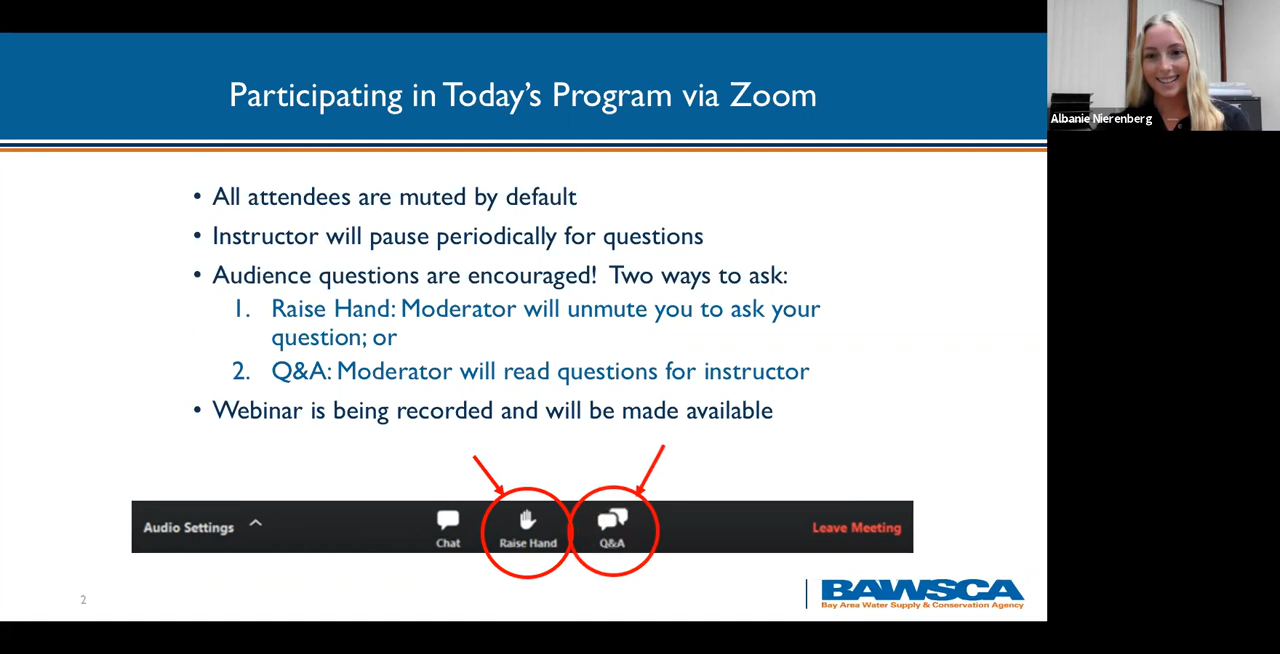 Participating in Today's Program via Zoom
Albanie Nierenberg
• All attendees are muted by default
• Instructor will pause periodically for questions
• Audience questions are encouraged! Two ways to ask:
1. Raise Hand: Moderator will unmute you to ask your
question; or
2. Q&A: Moderator will read questions for instructor
• Webinar is being recorded and will be made available
Audio Settings
Chat
Raise Hand
Q&A
Leave Meeting
2
BAWSCA
Bay Area Water Supply & Conservation Agency